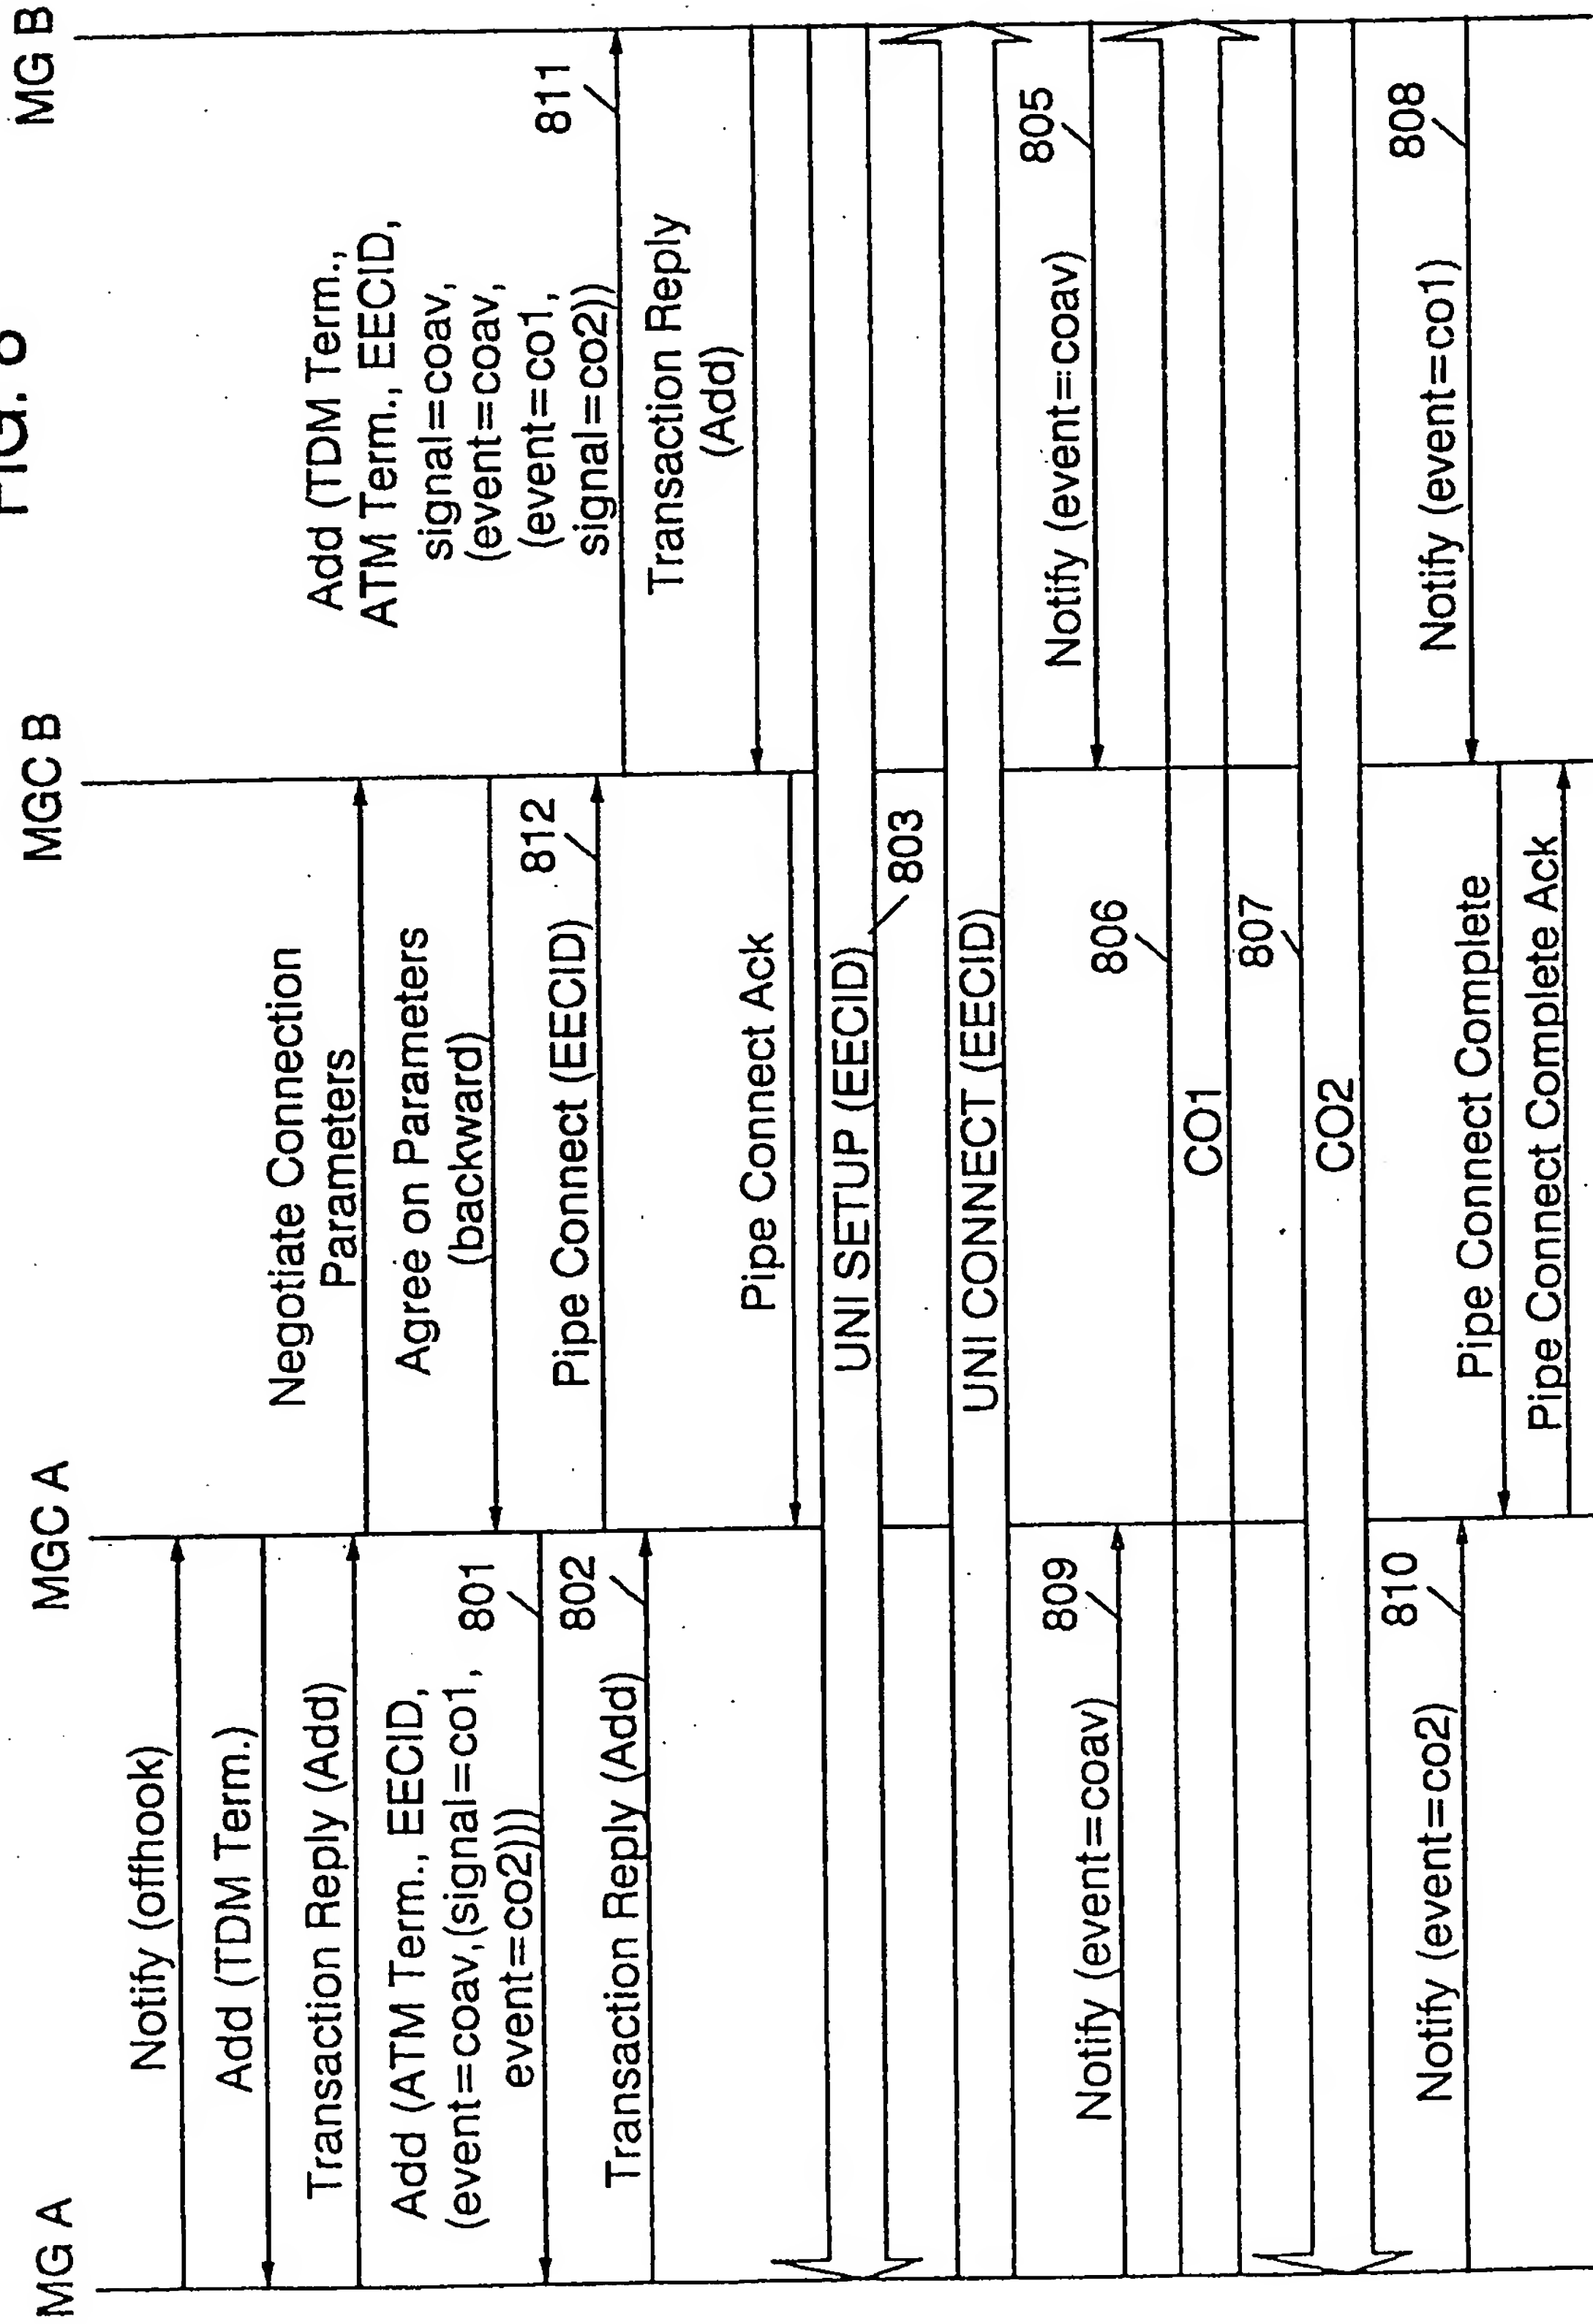 FIG. 8
MG A
MGC A
MGC B
MG B
Notify (offhook)
Add (TDM Term.)
Transaction Reply (Add)
Negotiate Connection
Parameters
Agree on Parameters
(backward)
Add (ATM Term., EECID,
(event=coav,(signal=co1,
event=co2)))
801
Pipe Connect (EECID)
812
Add (TDM Term.,
ATM Term., EECID,
signal=coav,
(event=coav,
(event=co1,
signal=co2))
811
Transaction Reply (Add)
802
Transaction Reply
(Add)
Pipe Connect Ack
UNI SETUP (EECID)
803
UNI CONNECT (EECID)
Notify (event=coav)
805
Notify (event=coav)
809
806
CO1
807
CO2
Notify (event=co2)
810
Notify (event=co1)
808
Pipe Connect Complete
Pipe Connect Complete Ack